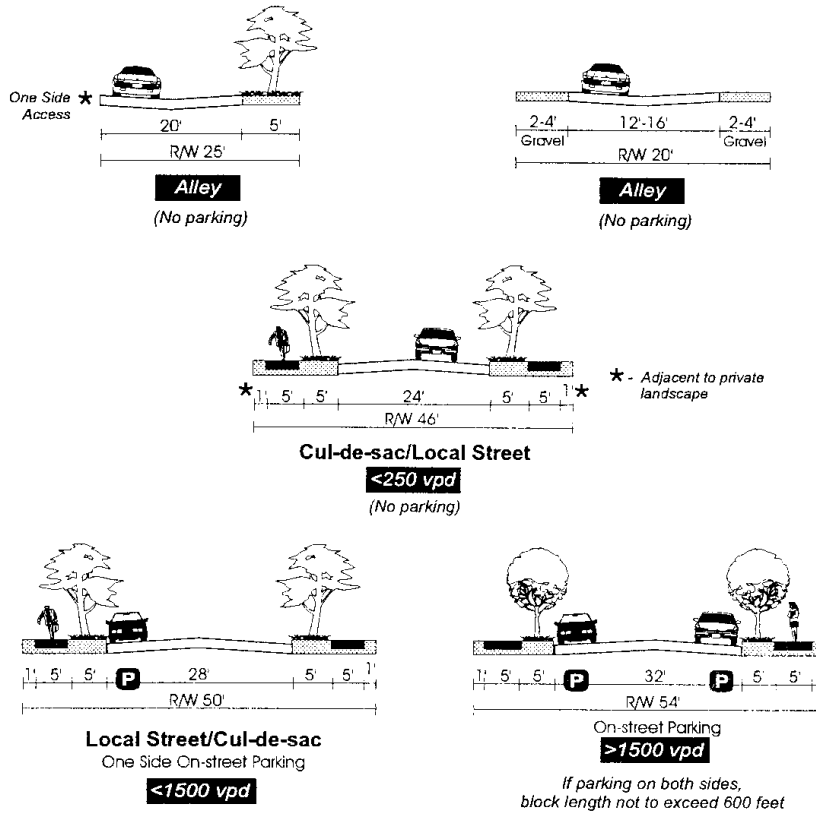 One Side ★
Access
20' 5'
R/W 25'
Alley
(No parking)
2-4' 12'-16' 2-4'
Gravel Gravel
R/W 20'
Alley
(No parking)
★ 1' 5' 5' 24' 5' 5' 1' ★
R/W 46'
★ - Adjacent to private
landscape
Cul-de-sac/Local Street
<250 vpd
(No parking)
1' 5' 5' P 28' 5' 5' 1'
R/W 50'
Local Street/Cul-de-sac
One Side On-street Parking
<1500 vpd
1' 5' 5' P 32' P 5' 5'
R/W 54'
On-street Parking
>1500 vpd
If parking on both sides,
block length not to exceed 600 feet